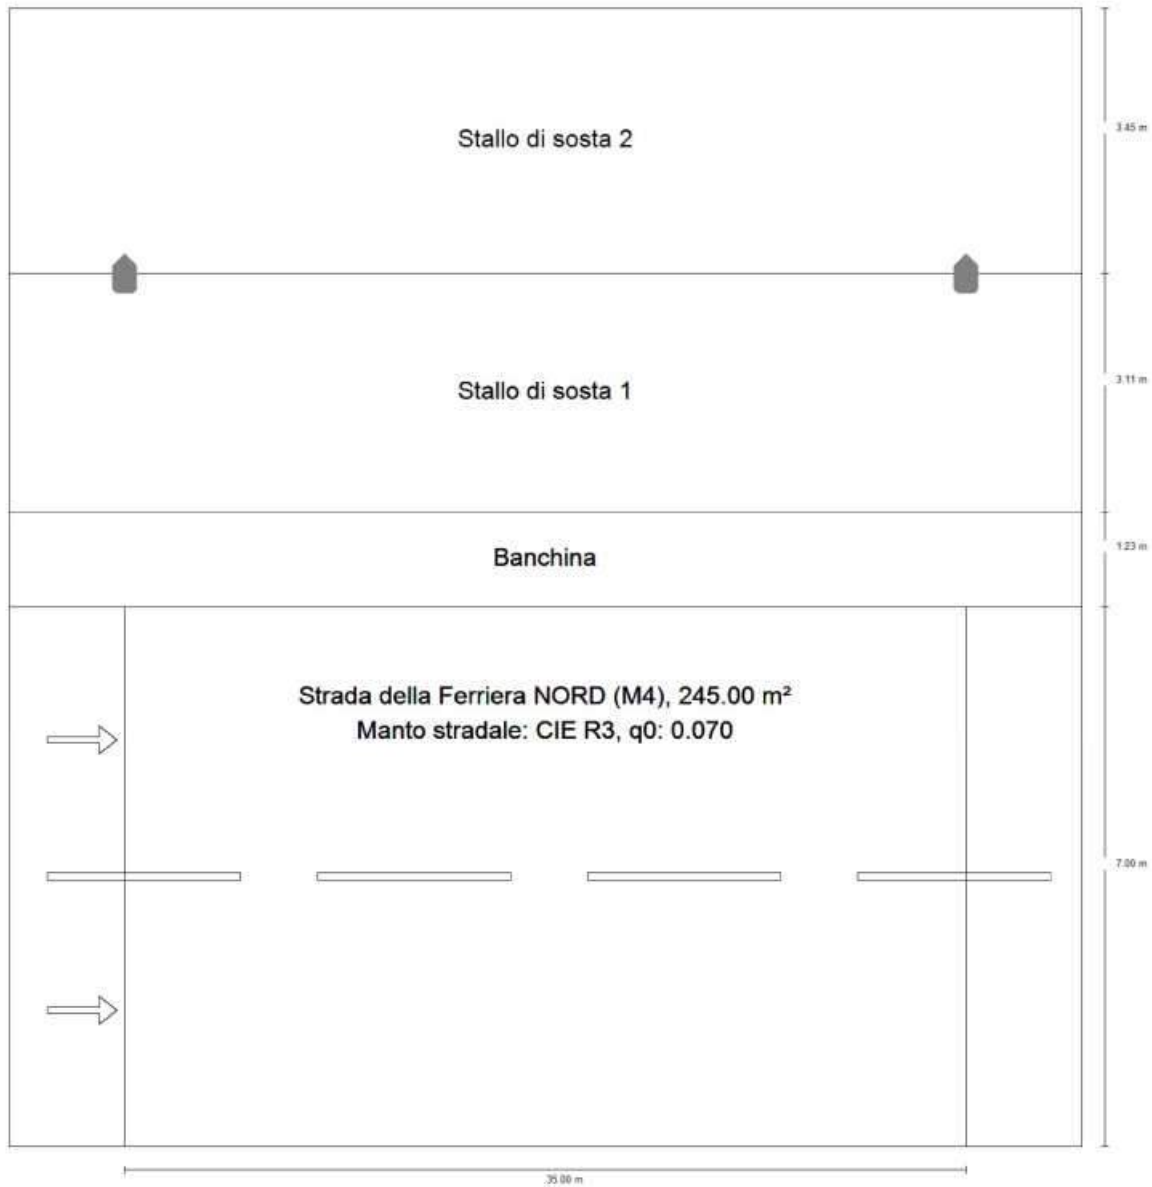 Stallo di sosta 2
3.45 m
Stallo di sosta 1
3.11 m
Banchina
1.23 m
Strada della Ferriera NORD (M4), 245.00 m²
Manto stradale: CIE R3, q0: 0.070
7.00 m
35.00 m